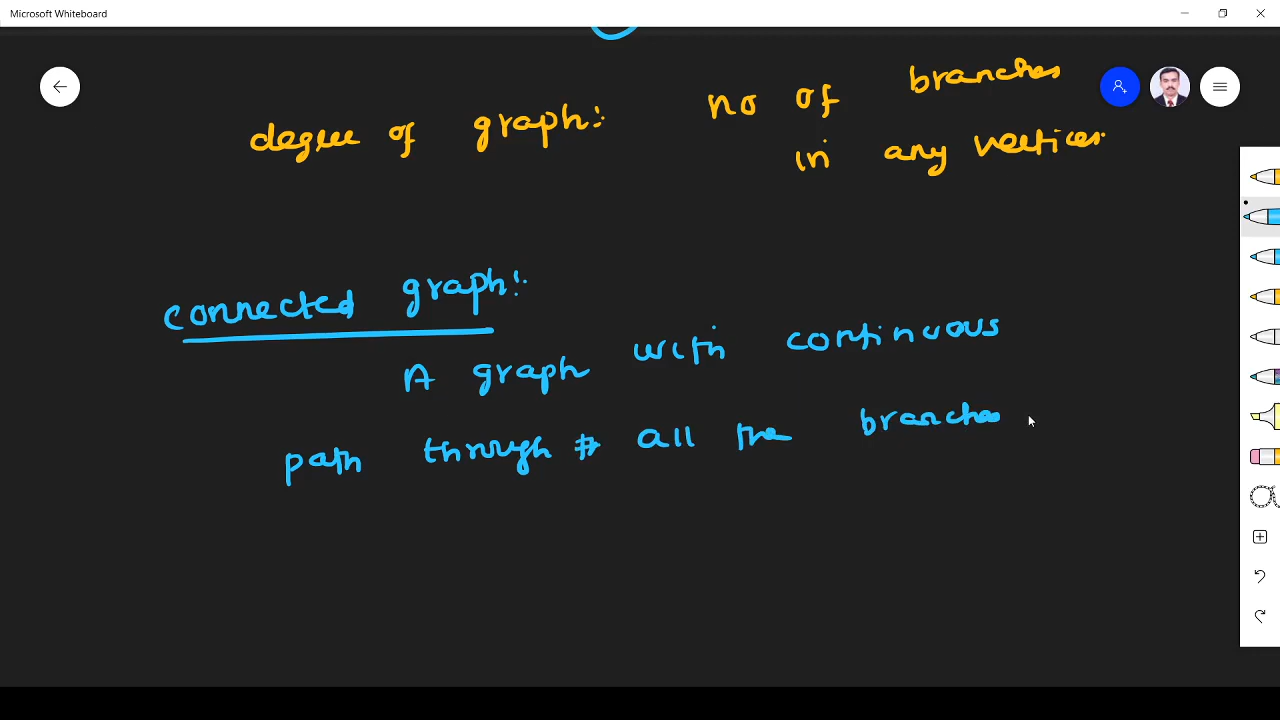 Microsoft Whiteboard
degree of graph:- no of branches
in any vertices
connected graph:-
A graph with continuous
path through all the branches